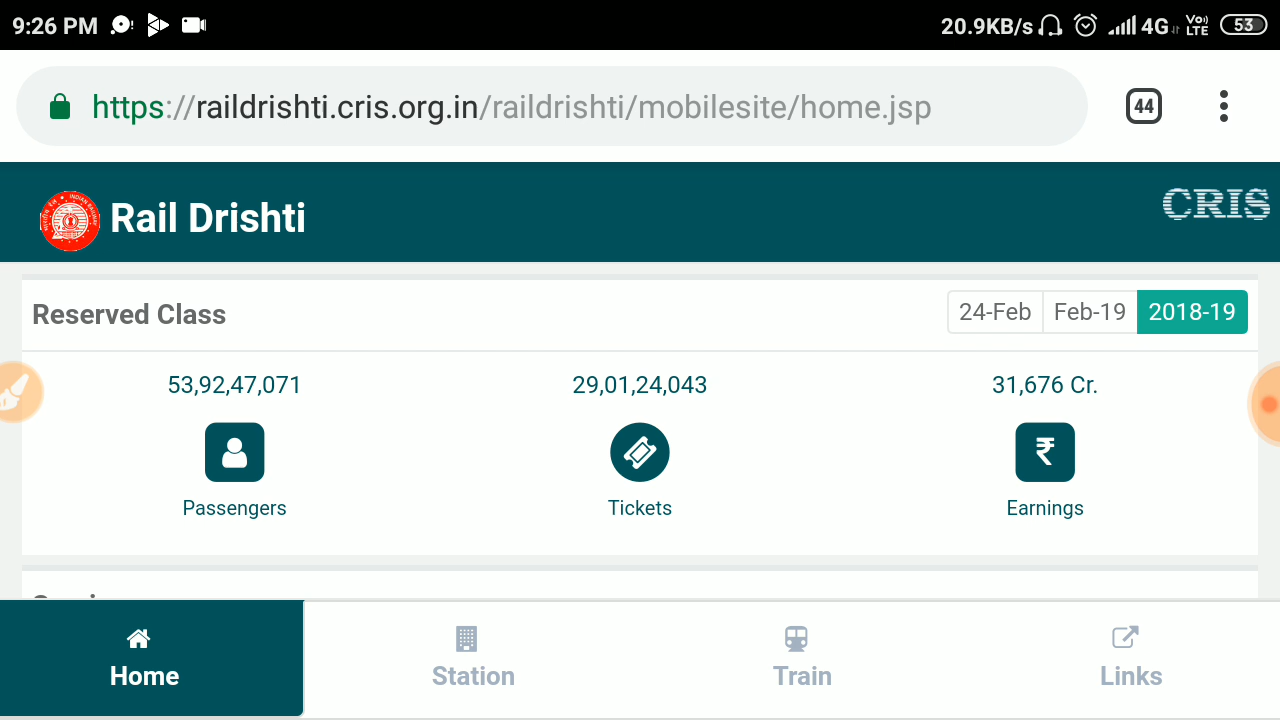 9:26 PM
20.9KB/s 4G Vo)) LTE 53
https://raildrishti.cris.org.in/raildrishti/mobilesite/home.jsp
44
Rail Drishti
CRIS
Reserved Class
24-Feb Feb-19 2018-19
53,92,47,071 29,01,24,043 31,676 Cr.
₹
Passengers Tickets Earnings
Home Station Train Links